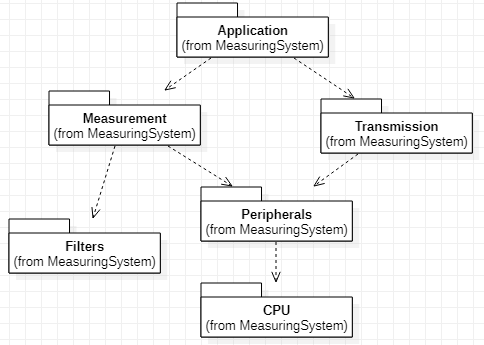 Application
(from MeasuringSystem)
Measurement
(from MeasuringSystem)
Transmission
(from MeasuringSystem)
Peripherals
(from MeasuringSystem)
Filters
(from MeasuringSystem)
CPU
(from MeasuringSystem)